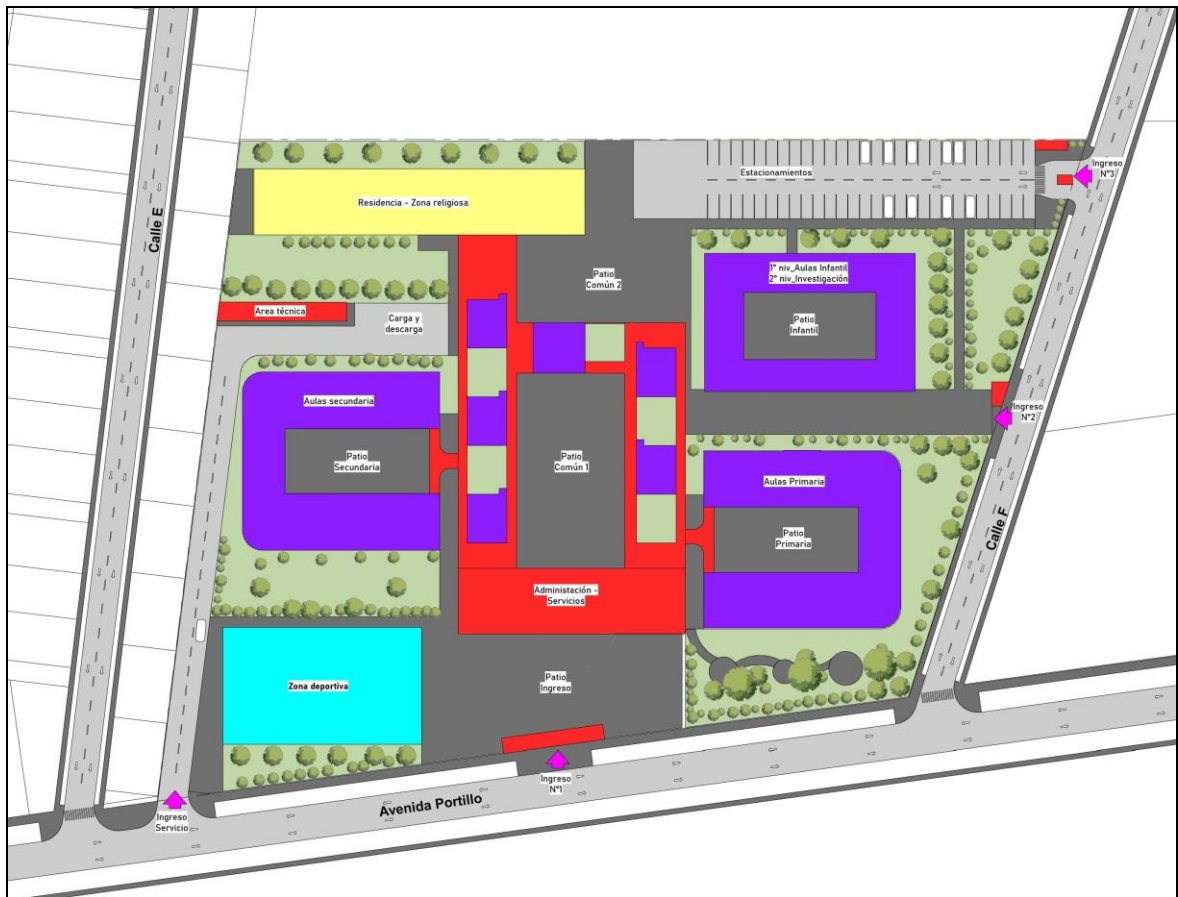 Estacionamientos
Ingreso
N°3
Residencia - Zona religiosa
Calle E
1° niv_Aulas Infantil
2° niv_Investigación
Patio
Común 2
Area técnica
Carga y
descarga
Patio
Infantil
Ingreso
N°2
Aulas secundaria
Patio
Secundaria
Patio
Común 1
Aulas Primaria
Patio
Primaria
Calle F
Administación -
Servicios
Zona deportiva
Patio
Ingreso
Ingreso
N°1
Avenida Portillo
Ingreso
Servicio